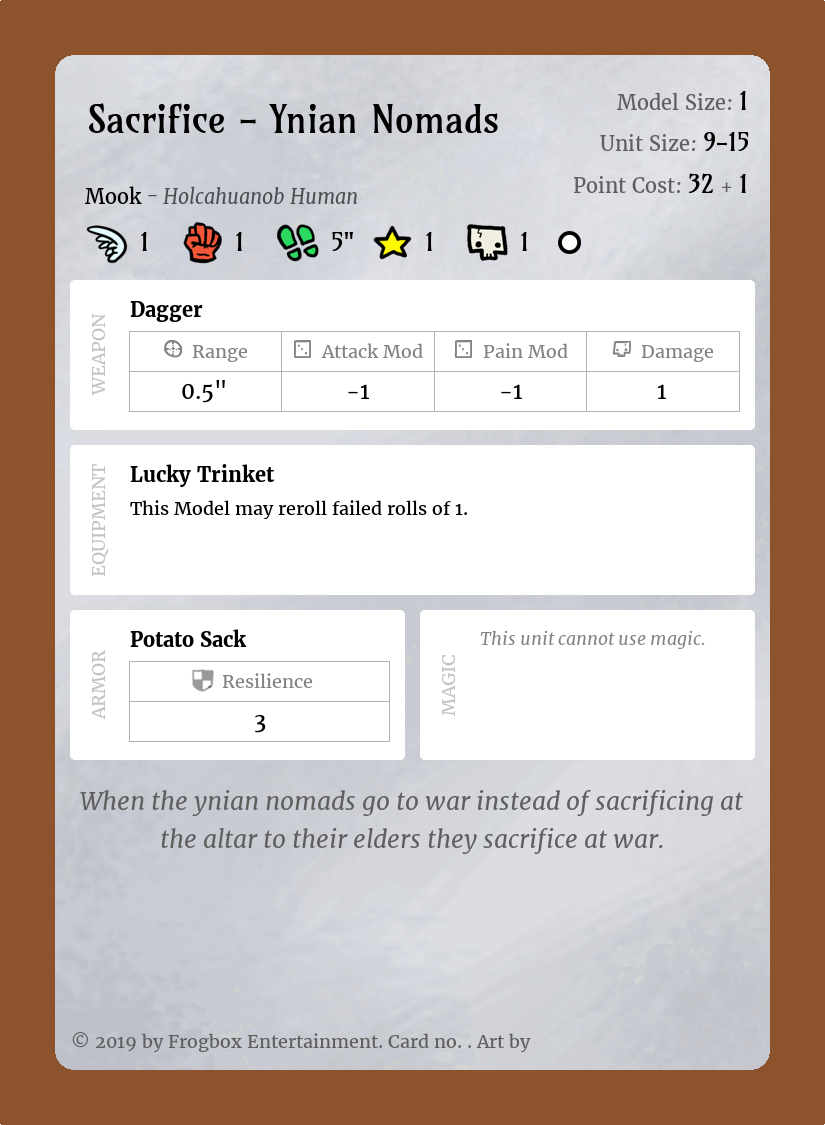 Sacrifice – Ynian Nomads
Model Size: 1
Unit Size: 9–15
Point Cost: 32 + 1
Mook – Holcahuanob Human
1 1 5" 1 1
WEAPON
Dagger
Range Attack Mod Pain Mod Damage
0.5" -1 -1 1
EQUIPMENT
Lucky Trinket
This Model may reroll failed rolls of 1.
ARMOR
Potato Sack
Resilience
3
MAGIC
This unit cannot use magic.
When the ynian nomads go to war instead of sacrificing at
the altar to their elders they sacrifice at war.
© 2019 by Frogbox Entertainment. Card no. . Art by